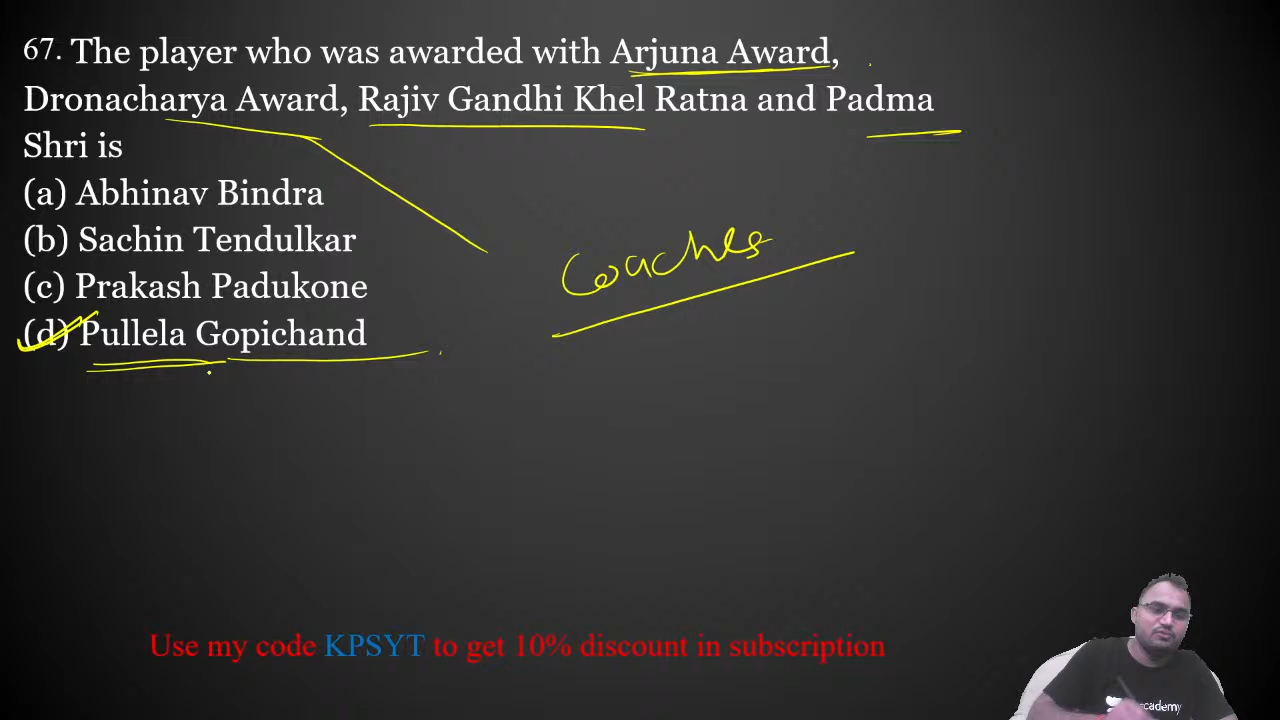 67. The player who was awarded with Arjuna Award,
Dronacharya Award, Rajiv Gandhi Khel Ratna and Padma
Shri is
(a) Abhinav Bindra
(b) Sachin Tendulkar
(c) Prakash Padukone
(d) Pullela Gopichand
Coaches
Use my code KPSYT to get 10% discount in subscription